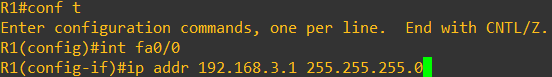 R1#conf t
Enter configuration commands, one per line.  End with CNTL/Z.
R1(config)#int fa0/0
R1(config-if)#ip addr 192.168.3.1 255.255.255.0